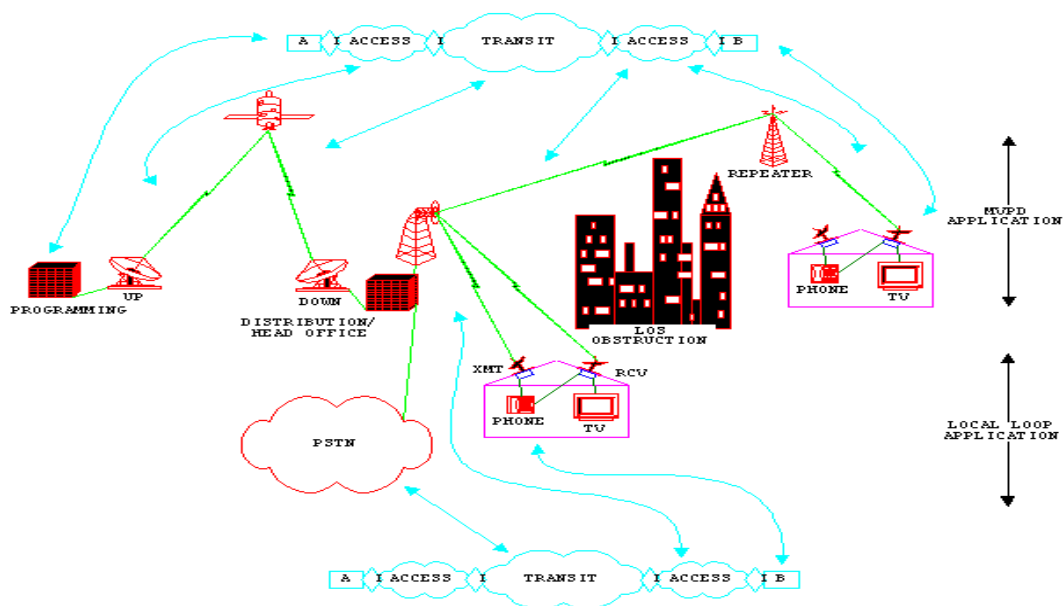 A I ACCESS I TRANSIT I ACCESS I B
REPEATER
MVPD
APPLICATION
UP
DOWN
PROGRAMMING
DISTRIBUTION/
HEAD OFFICE
PHONE
TV
LOS
OBSTRUCTION
XMT
RCV
PHONE
TV
PSTN
LOCAL LOOP
APPLICATION
A I ACCESS I TRANSIT I ACCESS I B